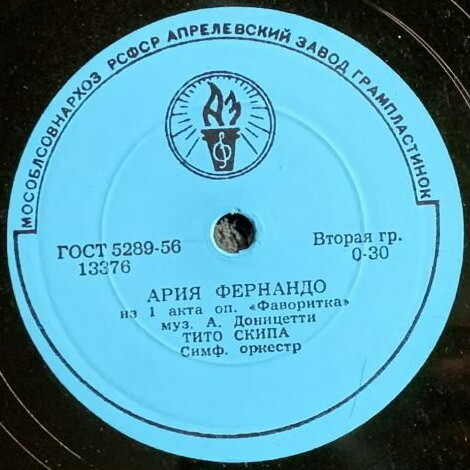 МОСОБЛСОВНАРХОЗ РСФСР АПРЕЛЕВСКИЙ ЗАВОД ГРАМПЛАСТИНОК
АЗ
ГОСТ 5289-56
13376
Вторая гр.
0-30
АРИЯ ФЕРНАНДО
из 1 акта оп. «Фаворитка»
муз. А. Доницетти
ТИТО СКИПА
Симф. оркестр